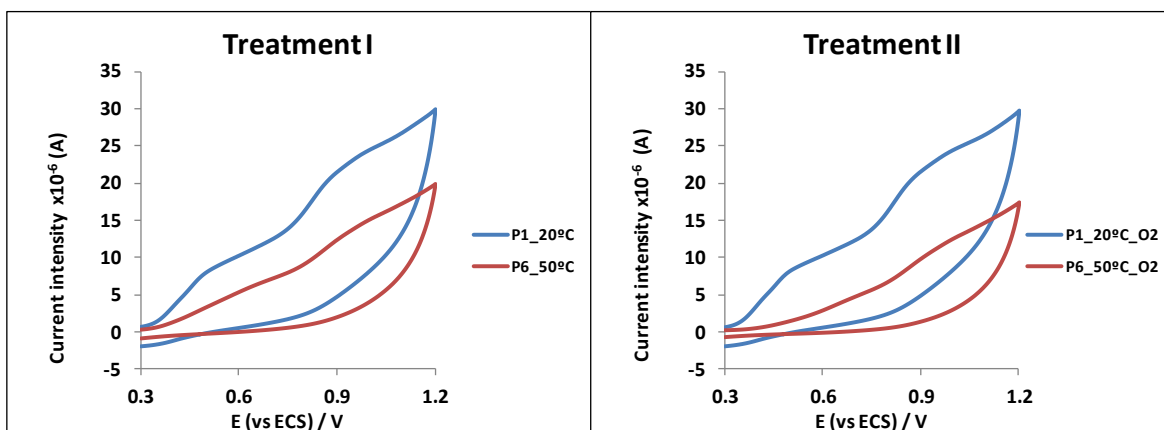 Treatment I
Current intensity x10⁻⁶ (A)
35
30
25
20
15
10
5
0
-5
0.3 0.6 0.9 1.2
E (vs ECS) / V
P1_20ºC
P6_50ºC
Treatment II
Current intensity x10⁻⁶ (A)
35
30
25
20
15
10
5
0
-5
0.3 0.6 0.9 1.2
E (vs ECS) / V
P1_20ºC_O2
P6_50ºC_O2